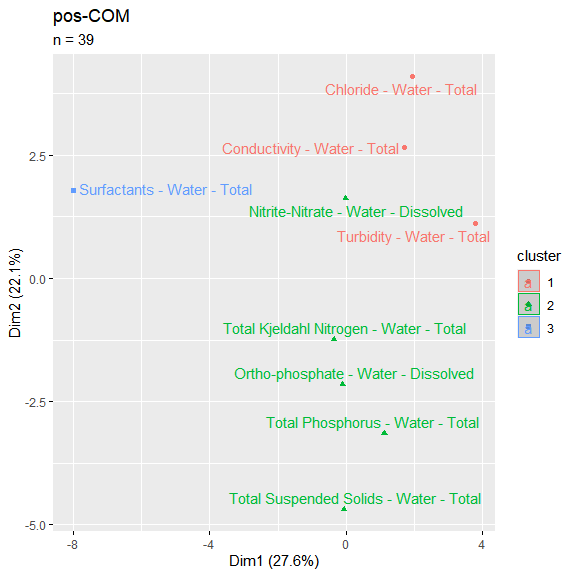 pos-COM
n = 39
Chloride - Water - Total
Conductivity - Water - Total
2.5
Surfactants - Water - Total
Nitrite-Nitrate - Water - Dissolved
Turbidity - Water - Total
cluster
1
2
3
0.0
Dim2 (22.1%)
Total Kjeldahl Nitrogen - Water - Total
Ortho-phosphate - Water - Dissolved
-2.5
Total Phosphorus - Water - Total
Total Suspended Solids - Water - Total
-5.0
-8 -4 0 4
Dim1 (27.6%)